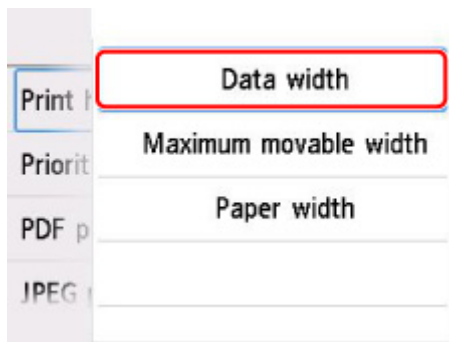 Data width
Print
Maximum movable width
Priorit
Paper width
PDF p
JPEG